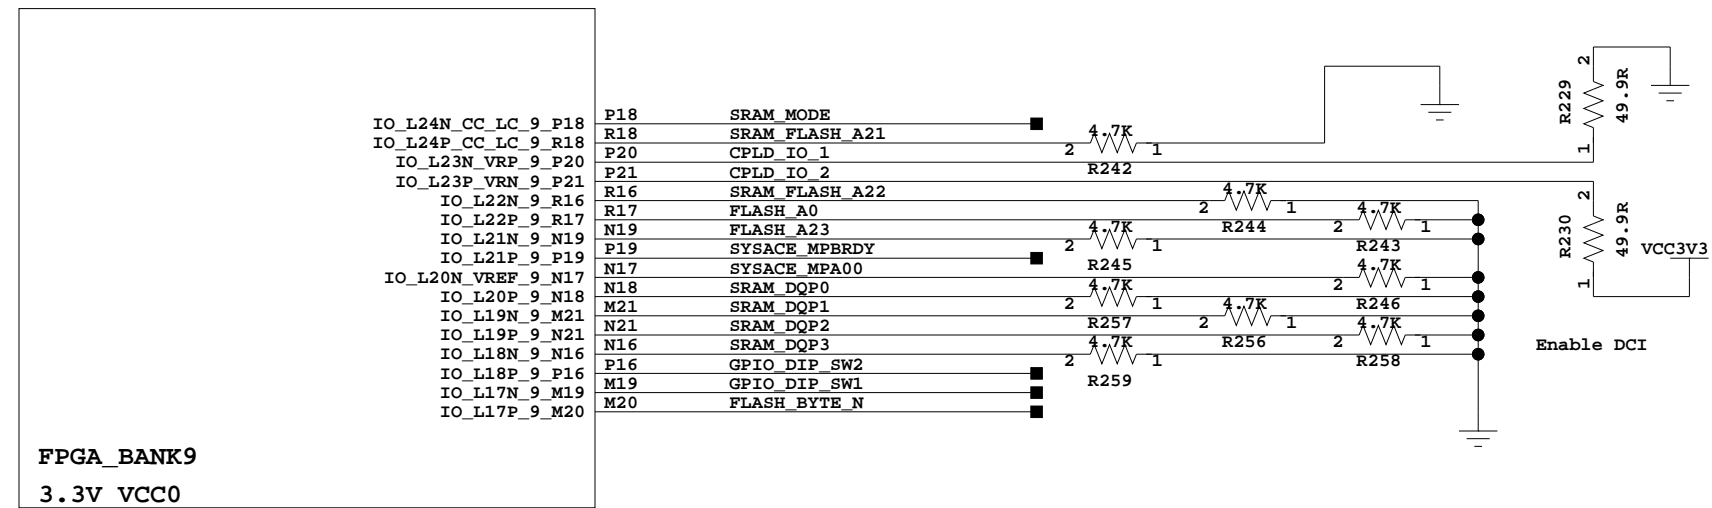 IO_L24N_CC_LC_9_P18 P18 SRAM_MODE
IO_L24P_CC_LC_9_R18 R18 SRAM_FLASH_A21 2 4.7K 1 R242
IO_L23N_VRP_9_P20 P20 CPLD_IO_1 1 R229 49.9R 2
IO_L23P_VRN_9_P21 P21 CPLD_IO_2 2 R230 49.9R 1 VCC3V3
IO_L22N_9_R16 R16 SRAM_FLASH_A22 2 4.7K 1 R244
IO_L22P_9_R17 R17 FLASH_A0 2 4.7K 1 R243
IO_L21N_9_N19 N19 FLASH_A23 2 4.7K 1 R245
IO_L21P_9_P19 P19 SYSACE_MPBRDY
IO_L20N_VREF_9_N17 N17 SYSACE_MPA00 2 4.7K 1 R246
IO_L20P_9_N18 N18 SRAM_DQP0 2 4.7K 1 R257
IO_L19N_9_M21 M21 SRAM_DQP1 2 4.7K 1 R256
IO_L19P_9_N21 N21 SRAM_DQP2 2 4.7K 1 R258
IO_L18N_9_N16 N16 SRAM_DQP3 2 4.7K 1 R259
IO_L18P_9_P16 P16 GPIO_DIP_SW2
IO_L17N_9_M19 M19 GPIO_DIP_SW1
IO_L17P_9_M20 M20 FLASH_BYTE_N
Enable DCI
FPGA_BANK9
3.3V VCC0